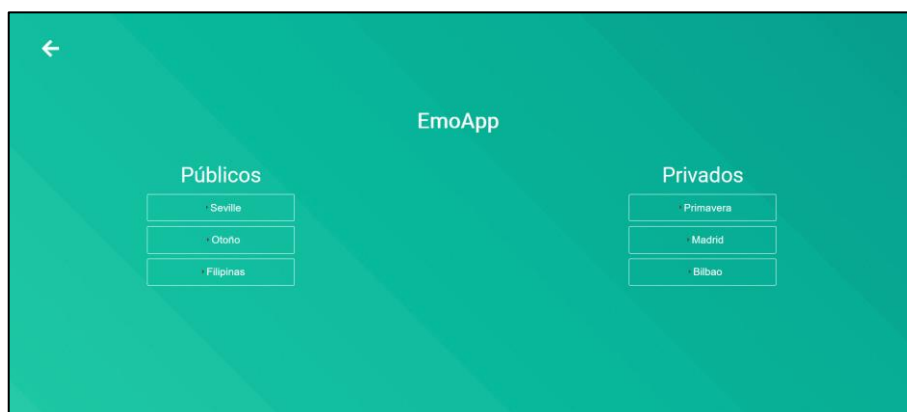 EmoApp
Públicos
Seville
Otoño
Filipinas
Privados
Primavera
Madrid
Bilbao